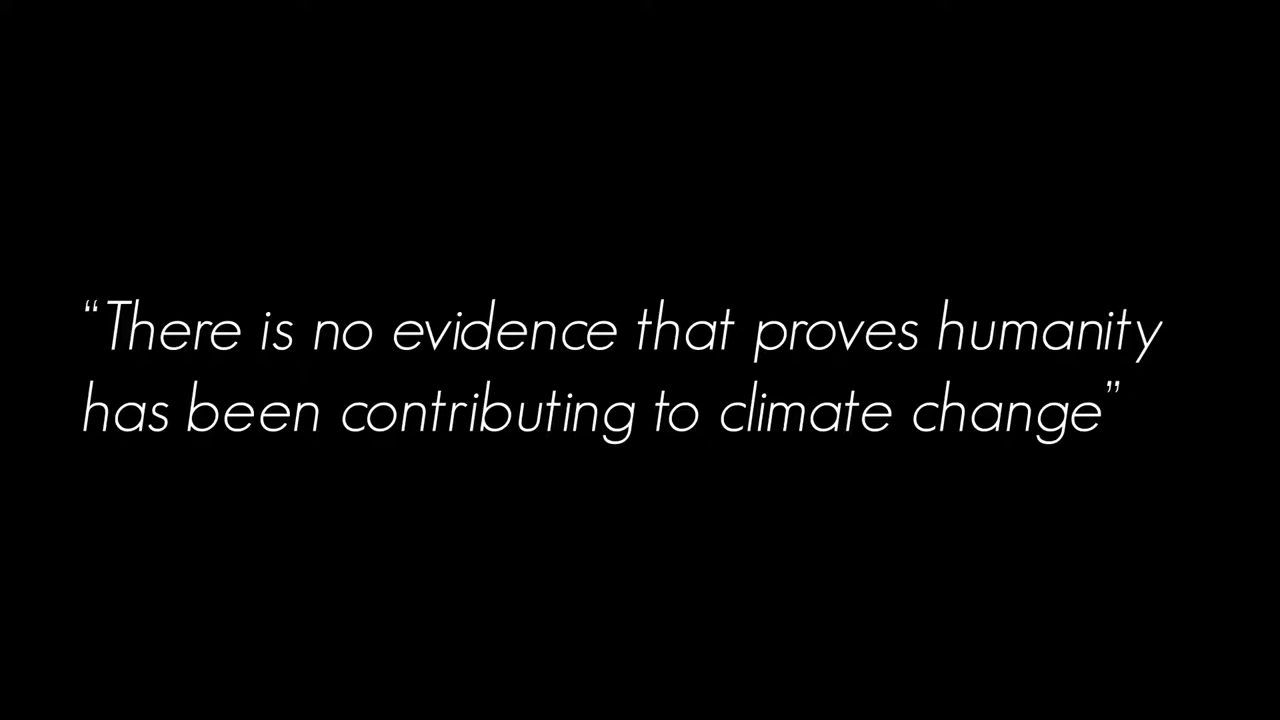 “There is no evidence that proves humanity
has been contributing to climate change”